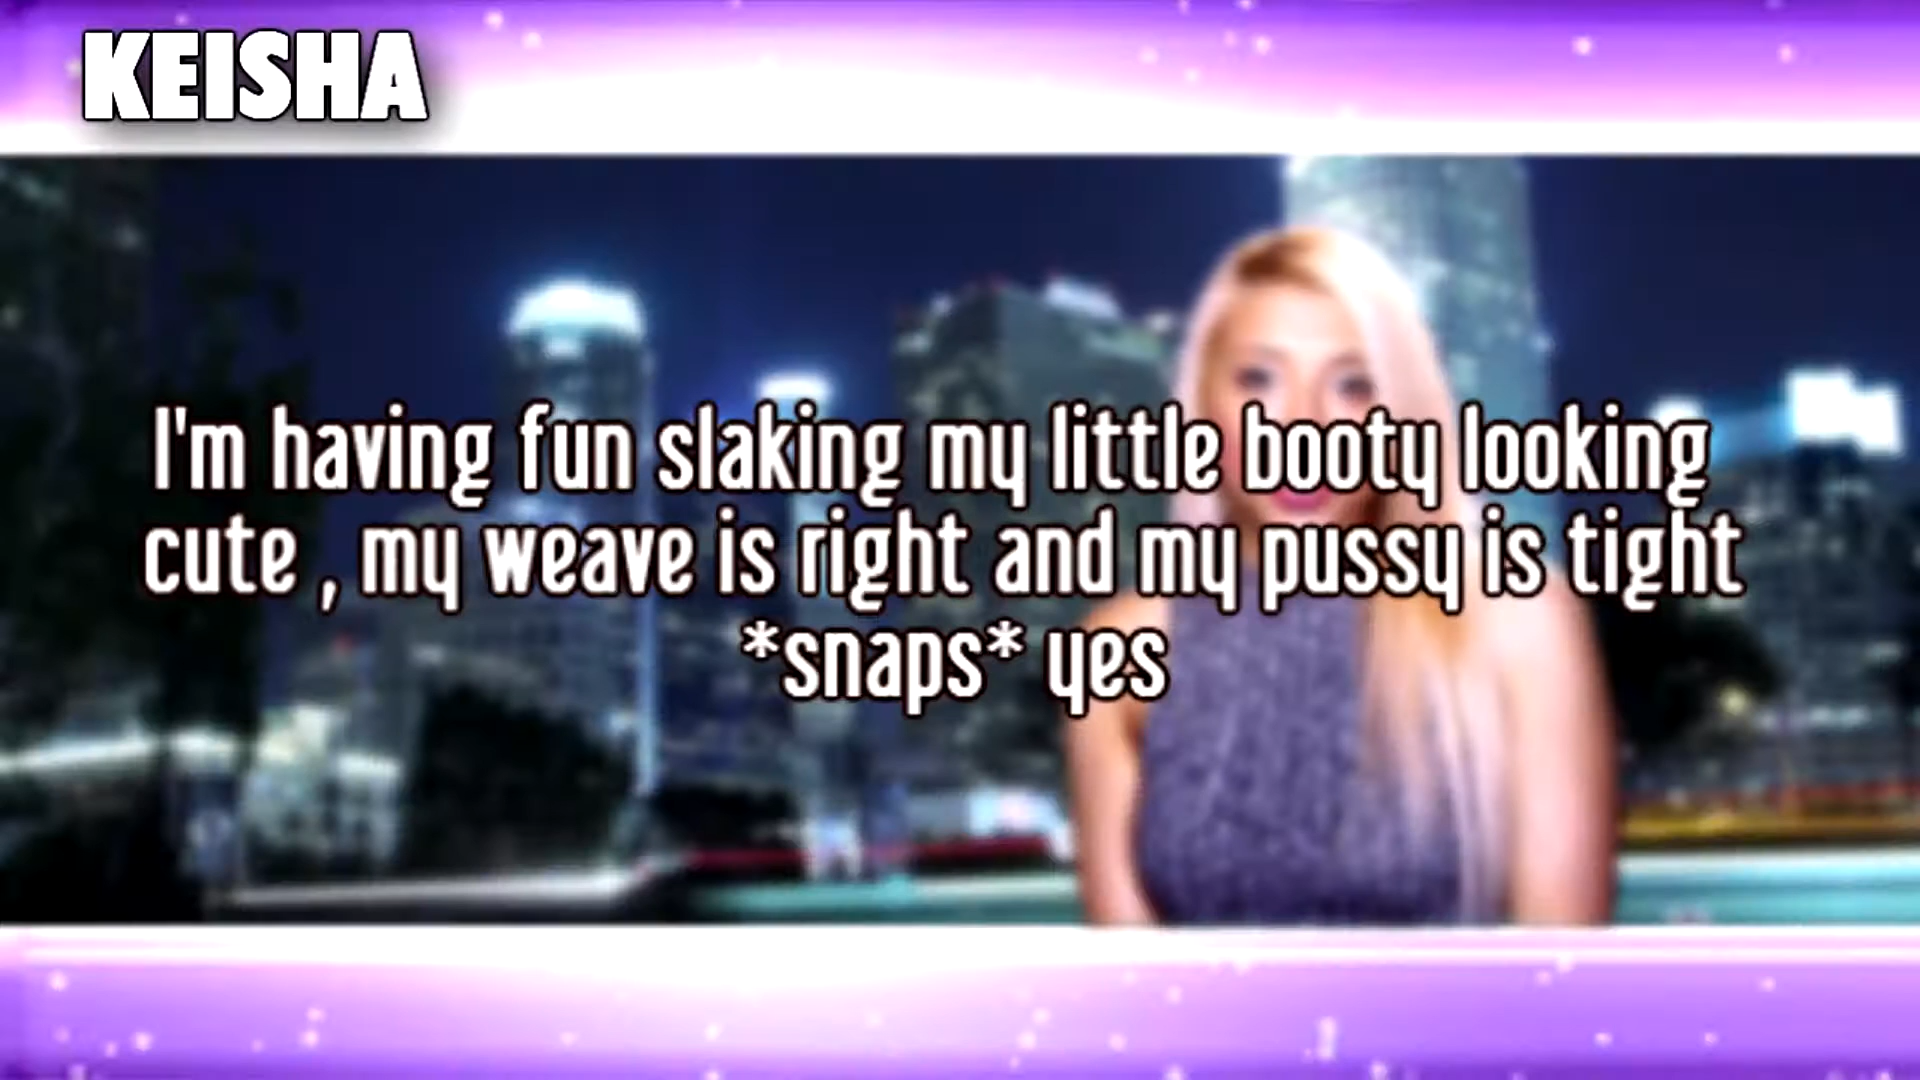 KEISHA
I'm having fun slaking my little booty looking
cute , my weave is right and my pussy is tight
*snaps* yes